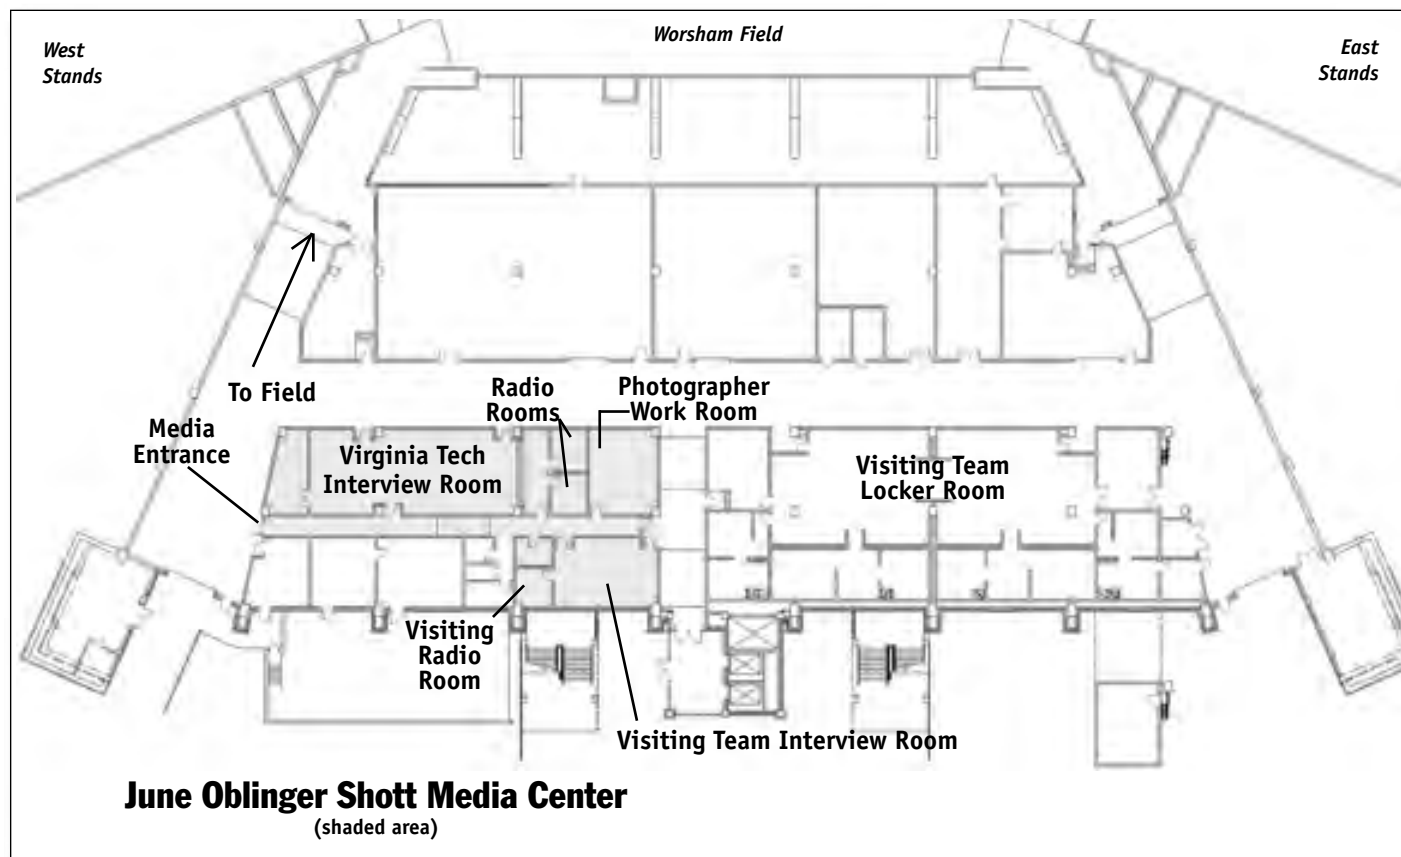 West
Stands
Worsham Field
East
Stands
To Field
Radio
Rooms
Photographer
Work Room
Media
Entrance
Virginia Tech
Interview Room
Visiting Team
Locker Room
Visiting
Radio
Room
Visiting Team Interview Room
June Oblinger Shott Media Center
(shaded area)